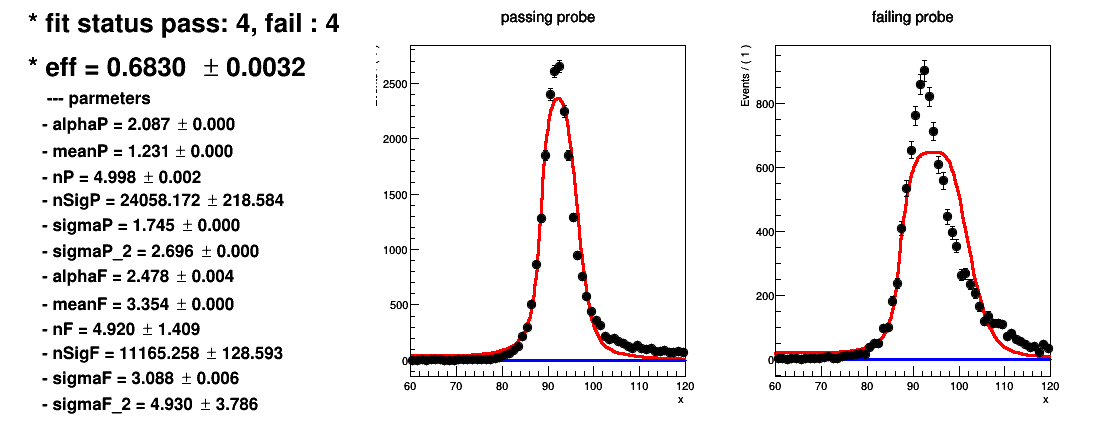 * fit status pass: 4, fail : 4
* eff = 0.6830 ± 0.0032
--- parmeters
- alphaP = 2.087 ± 0.000
- meanP = 1.231 ± 0.000
- nP = 4.998 ± 0.002
- nSigP = 24058.172 ± 218.584
- sigmaP = 1.745 ± 0.000
- sigmaP_2 = 2.696 ± 0.000
- alphaF = 2.478 ± 0.004
- meanF = 3.354 ± 0.000
- nF = 4.920 ± 1.409
- nSigF = 11165.258 ± 128.593
- sigmaF = 3.088 ± 0.006
- sigmaF_2 = 4.930 ± 3.786
passing probe
2500
2000
1500
1000
500
0
60 70 80 90 100 110 120
x
failing probe
Events / ( 1 )
800
600
400
200
0
60 70 80 90 100 110 120
x